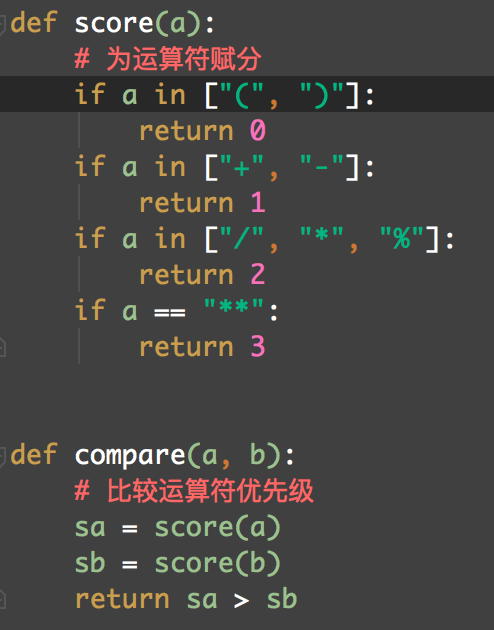 def score(a):
    # 为运算符赋分
    if a in ["(", ")"]:
        return 0
    if a in ["+", "-"]:
        return 1
    if a in ["/", "*", "%"]:
        return 2
    if a == "**":
        return 3
def compare(a, b):
    # 比较运算符优先级
    sa = score(a)
    sb = score(b)
    return sa > sb